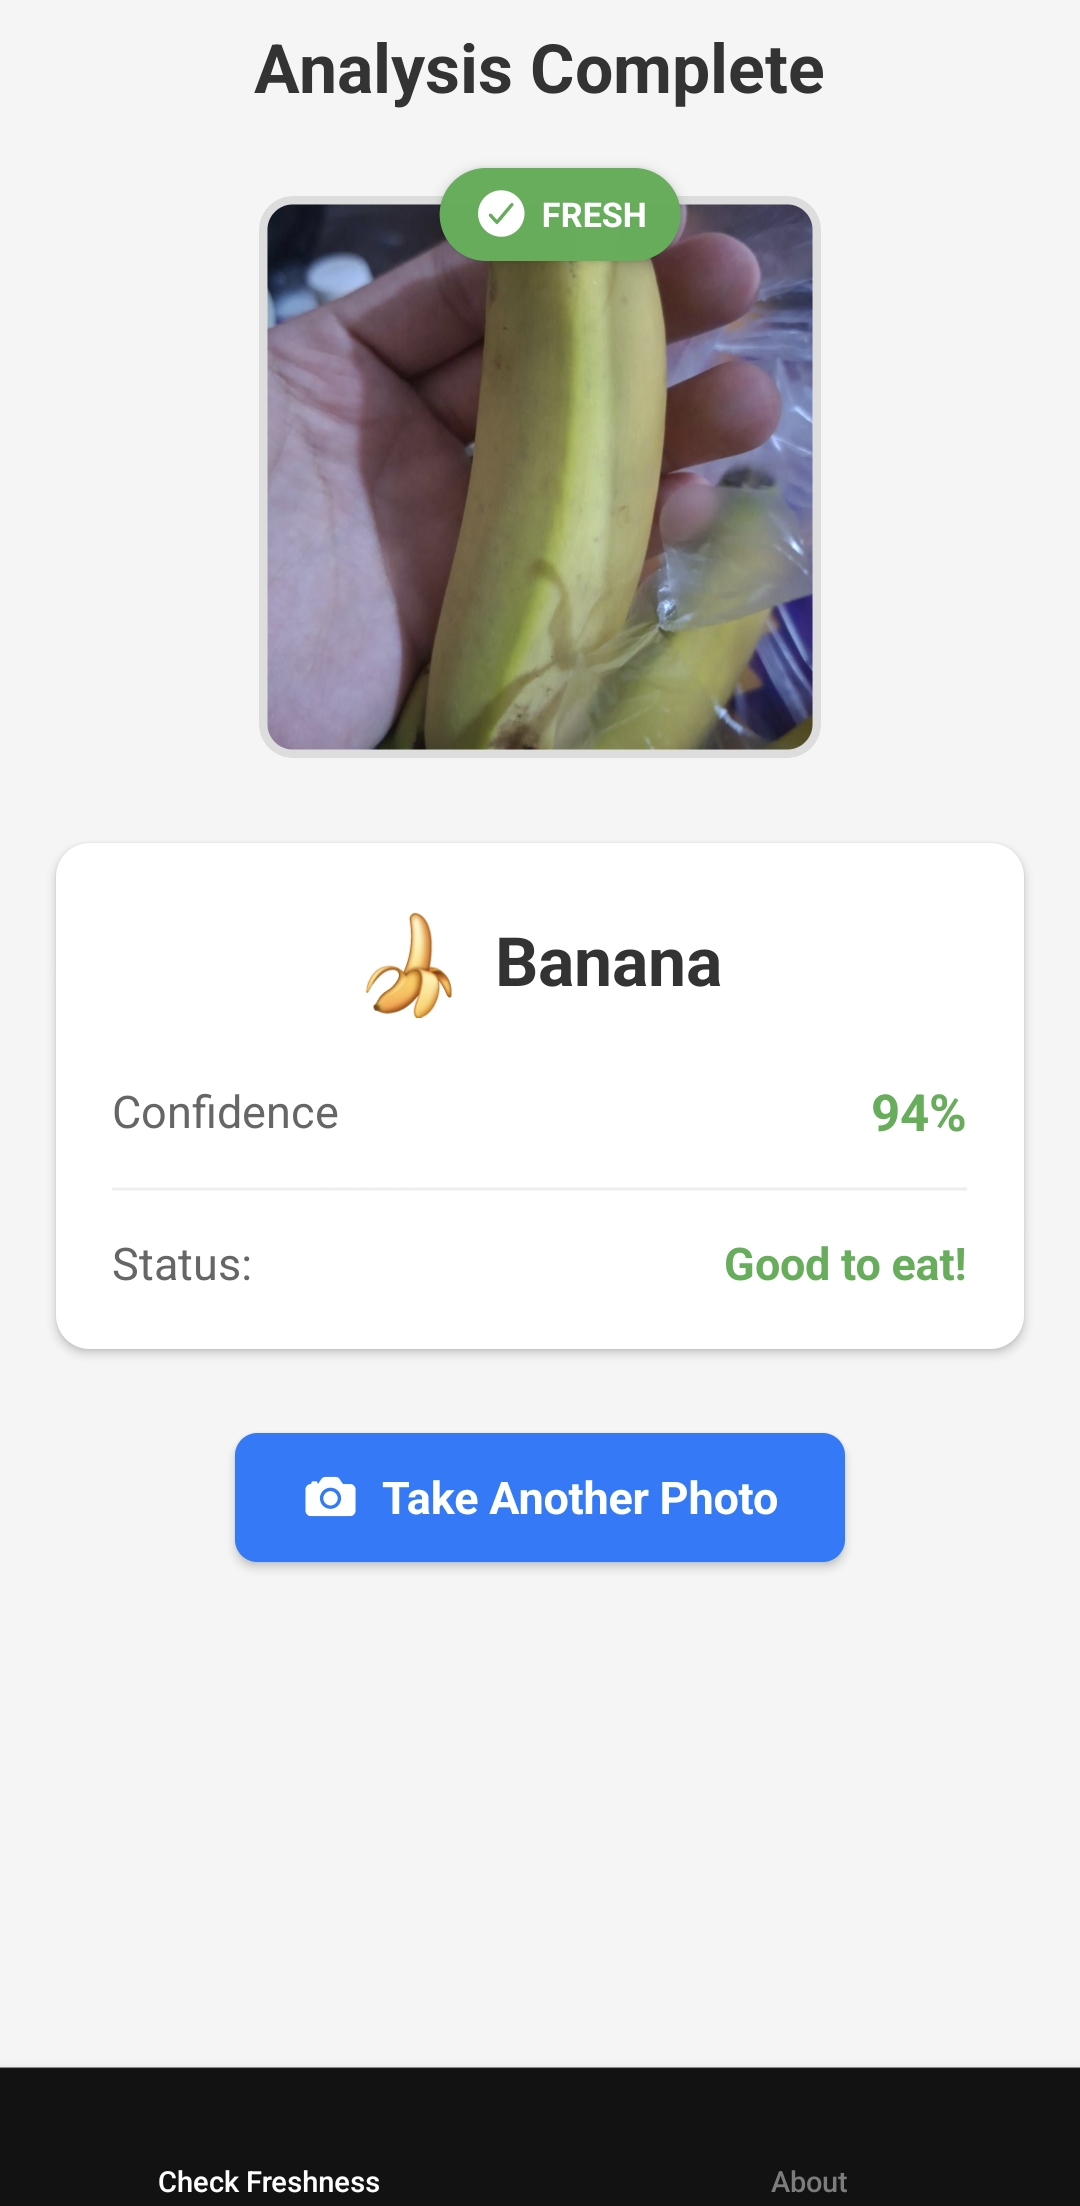 Analysis Complete
FRESH
Banana
Confidence 94%
Status: Good to eat!
Take Another Photo
Check Freshness About